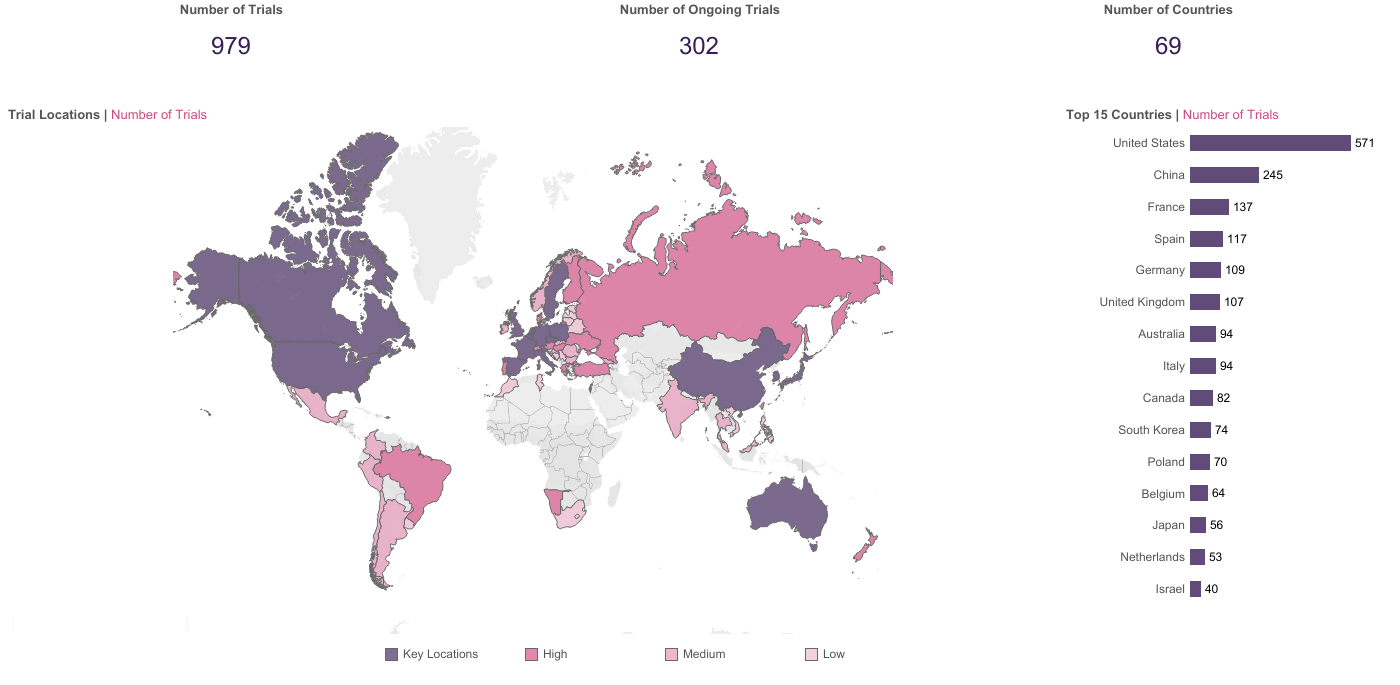 Number of Trials
979
Number of Ongoing Trials
302
Number of Countries
69
Trial Locations | Number of Trials
Key Locations
High
Medium
Low
Top 15 Countries | Number of Trials
United States 571
China 245
France 137
Spain 117
Germany 109
United Kingdom 107
Australia 94
Italy 94
Canada 82
South Korea 74
Poland 70
Belgium 64
Japan 56
Netherlands 53
Israel 40